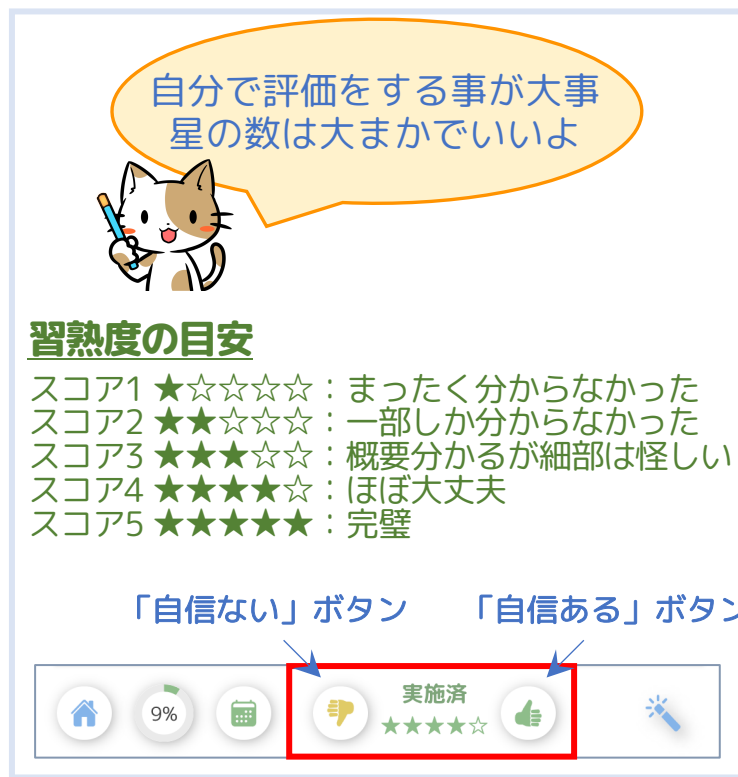 自分で評価をする事が大事
星の数は大まかでいいよ
習熟度の目安
スコア1 ★☆☆☆☆：まったく分からなかった
スコア2 ★★☆☆☆：一部しか分からなかった
スコア3 ★★★☆☆：概要分かるが細部は怪しい
スコア4 ★★★★☆：ほぼ大丈夫
スコア5 ★★★★★：完璧
「自信ない」ボタン 「自信ある」ボタン
9%
実施済
★★★★☆